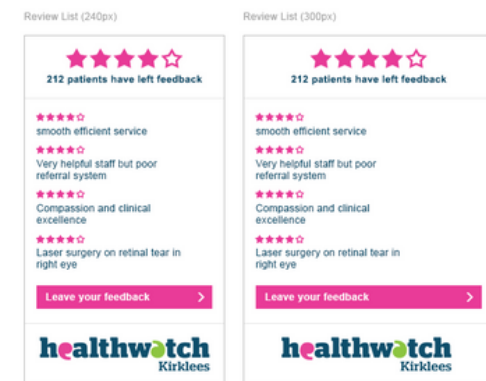 Review List (240px)
212 patients have left feedback
smooth efficient service
Very helpful staff but poor
referral system
Compassion and clinical
excellence
Laser surgery on retinal tear in
right eye
Leave your feedback
healthwatch
Kirklees
Review List (300px)
212 patients have left feedback
smooth efficient service
Very helpful staff but poor
referral system
Compassion and clinical
excellence
Laser surgery on retinal tear in
right eye
Leave your feedback
healthwatch
Kirklees